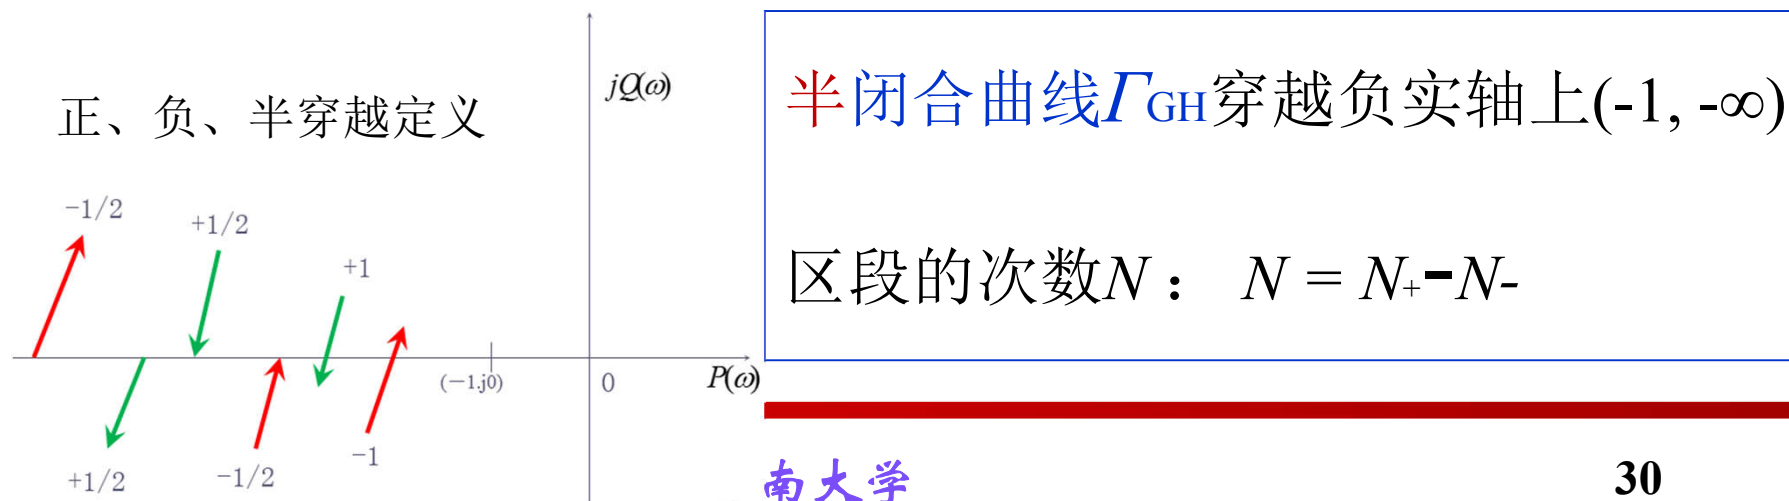 jQ(ω)
正、负、半穿越定义
-1/2
+1/2
+1
(-1.j0)
0
P(ω)
+1/2
-1/2
-1
半闭合曲线ΓGH穿越负实轴上(-1, -∞)
区段的次数N： N = N+-N-
南大学
30